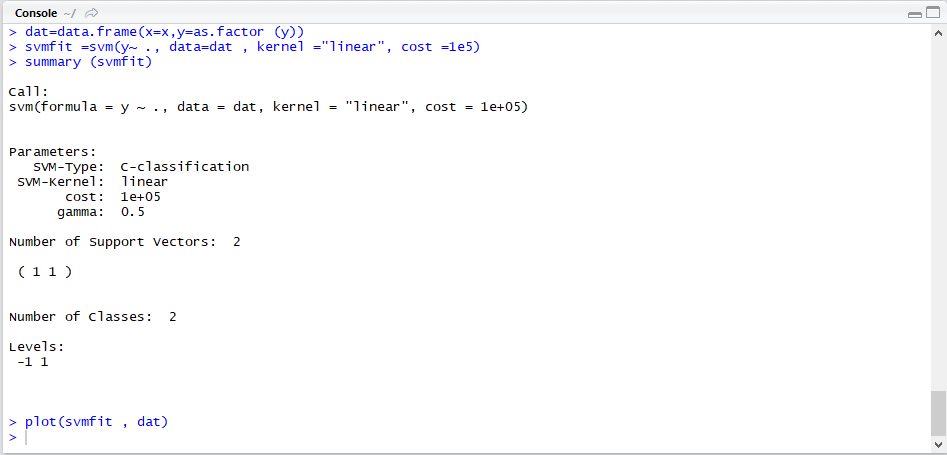 Console ~/
> dat=data.frame(x=x,y=as.factor (y))
> svmfit =svm(y~ ., data=dat , kernel ="linear", cost =1e5)
> summary (svmfit)
Call:
svm(formula = y ~ ., data = dat, kernel = "linear", cost = 1e+05)
Parameters:
   SVM-Type:  C-classification
 SVM-Kernel:  linear
       cost:  1e+05
      gamma:  0.5
Number of Support Vectors:  2
 ( 1 1 )
Number of Classes:  2
Levels:
 -1 1
> plot(svmfit , dat)
>